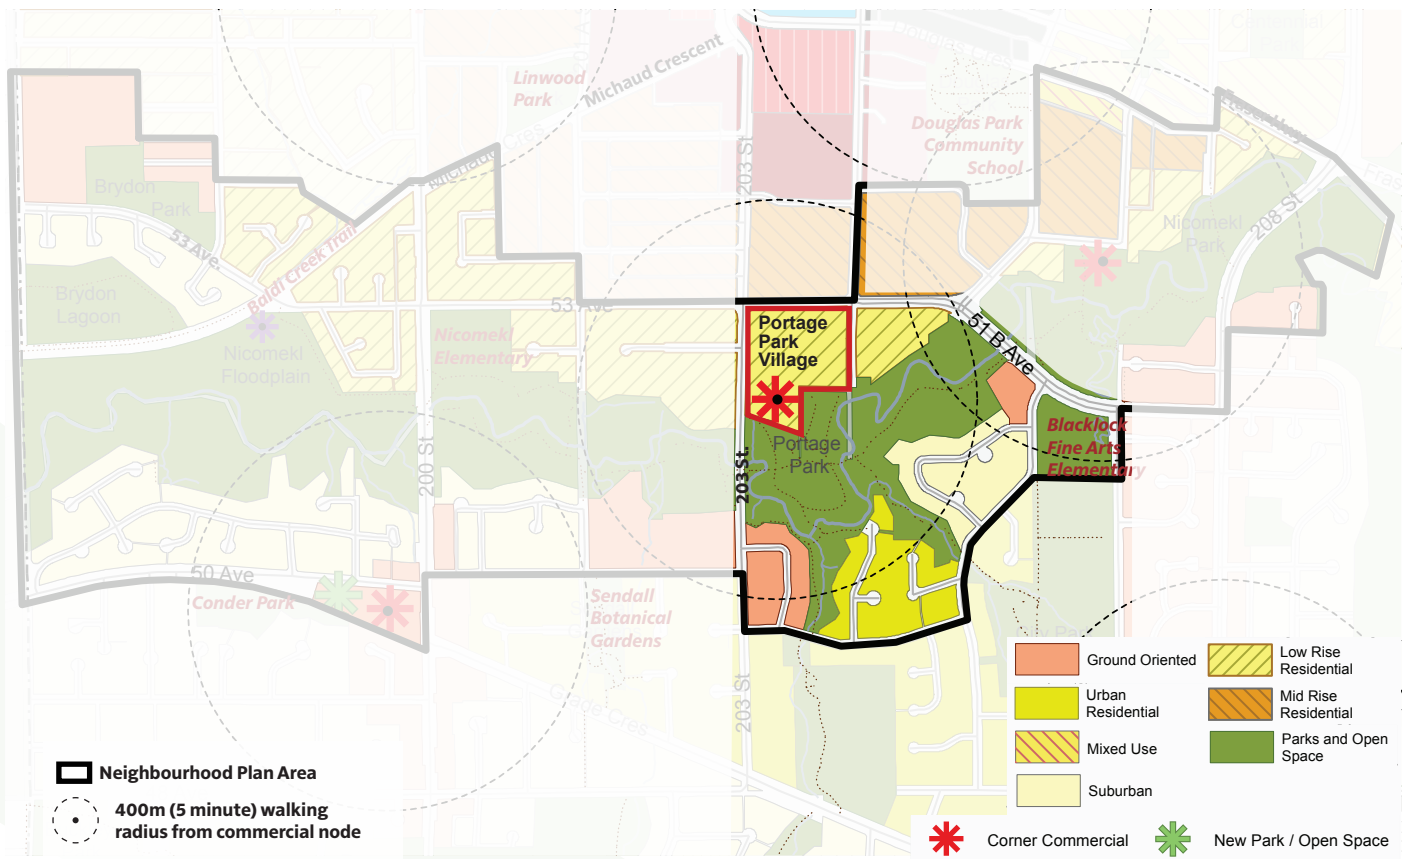 Douglas Cres
Linwood
Park
Michaud Crescent
Michaud Cres
Douglas Park
Community
School
Fraser Hwy
203 St
Brydon
Park
53 Ave.
Baldi Creek Trail
Nicomekl
Park
208 St
Brydon
Lagoon
53 Ave
Nicomekl
Elementary
Nicomekl
Floodplain
Portage
Park
Village
51 B Ave
Portage
Park
Blacklock
Fine Arts
Elementary
200 St
203 St.
50 Ave
Conder Park
Sendall
Botanical
Gardens
203 St
Ground Oriented
Low Rise
Residential
Urban
Residential
Mid Rise
Residential
Mixed Use
Parks and Open
Space
Suburban
Corner Commercial
New Park / Open Space
Neighbourhood Plan Area
400m (5 minute) walking
radius from commercial node